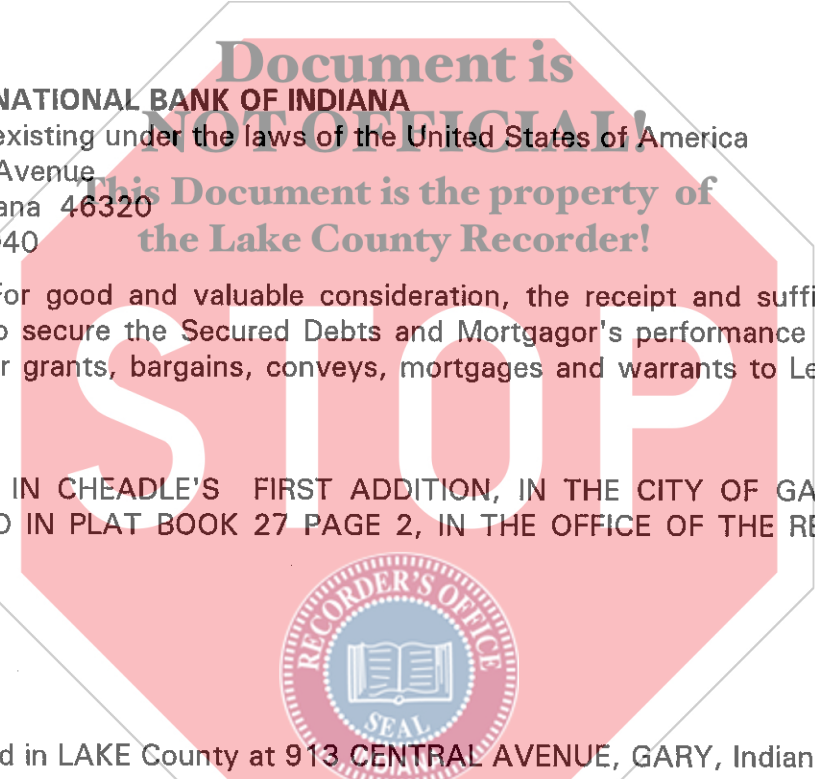 Document is
NATIONAL BANK OF INDIANA
NOT OFFICIAL!
existing under the laws of the United States of America
Avenue
This Document is the property of
ana 46320
the Lake County Recorder!
40
For good and valuable consideration, the receipt and suffi
o secure the Secured Debts and Mortgagor's performance
r grants, bargains, conveys, mortgages and warrants to Le
STOP
IN CHEADLE'S FIRST ADDITION, IN THE CITY OF GA
D IN PLAT BOOK 27 PAGE 2, IN THE OFFICE OF THE RE
RECORDER'S OFFICE
SEAL
d in LAKE County at 913 CENTRAL AVENUE, GARY, Indian